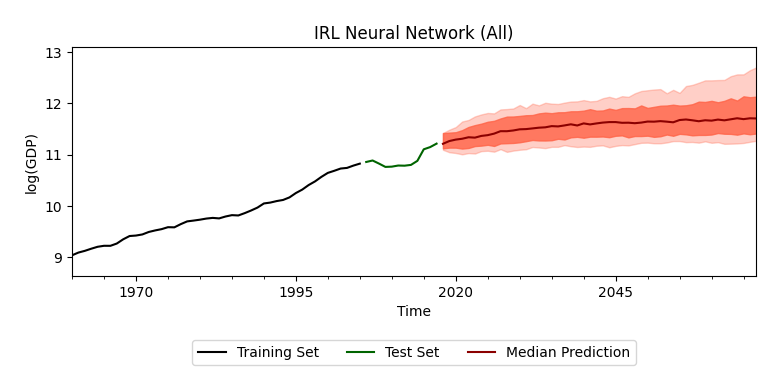 IRL Neural Network (All)
13
12
11
10
9
log(GDP)
1970 1995 2020 2045
Time
Training Set Test Set Median Prediction